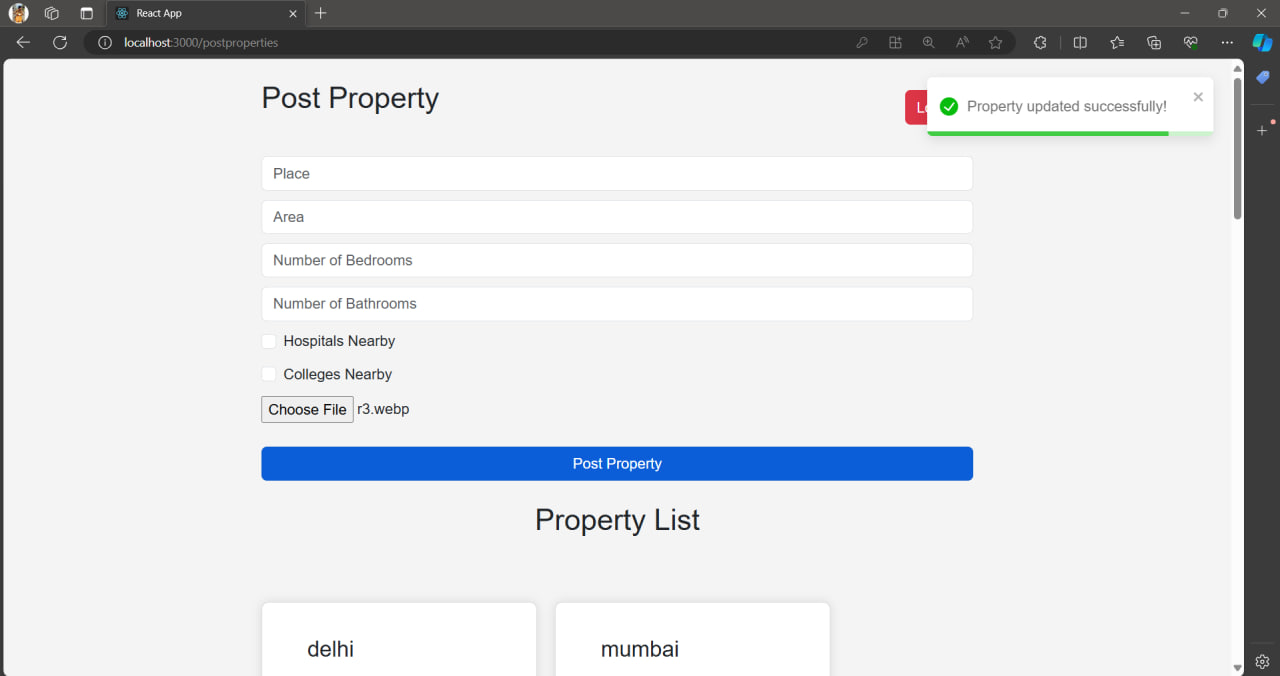 React App
localhost:3000/postproperties
Post Property
Property updated successfully!
Place
Area
Number of Bedrooms
Number of Bathrooms
Hospitals Nearby
Colleges Nearby
Choose File r3.webp
Post Property
Property List
delhi
mumbai